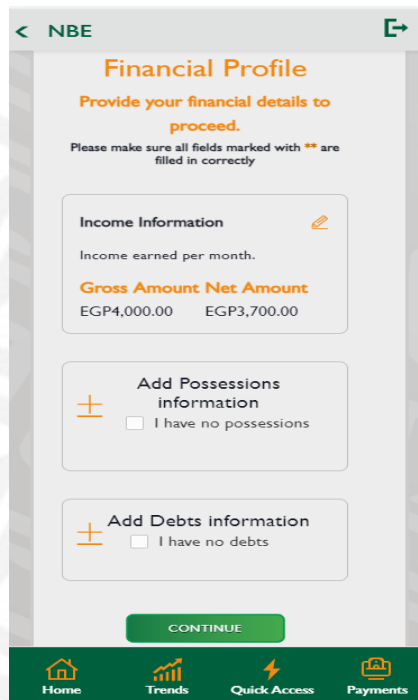 NBE
Financial Profile
Provide your financial details to
proceed.
Please make sure all fields marked with ** are
filled in correctly
Income Information
Income earned per month.
Gross Amount Net Amount
EGP4,000.00 EGP3,700.00
Add Possessions
information
I have no possessions
Add Debts information
I have no debts
CONTINUE
Home Trends Quick Access Payments